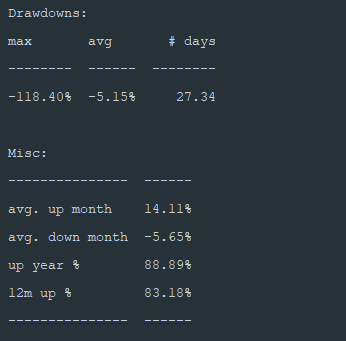 Drawdowns:
max avg # days
-------- ------ --------
-118.40% -5.15% 27.34
Misc:
--------------- ------
avg. up month 14.11%
avg. down month -5.65%
up year % 88.89%
12m up % 83.18%
--------------- ------